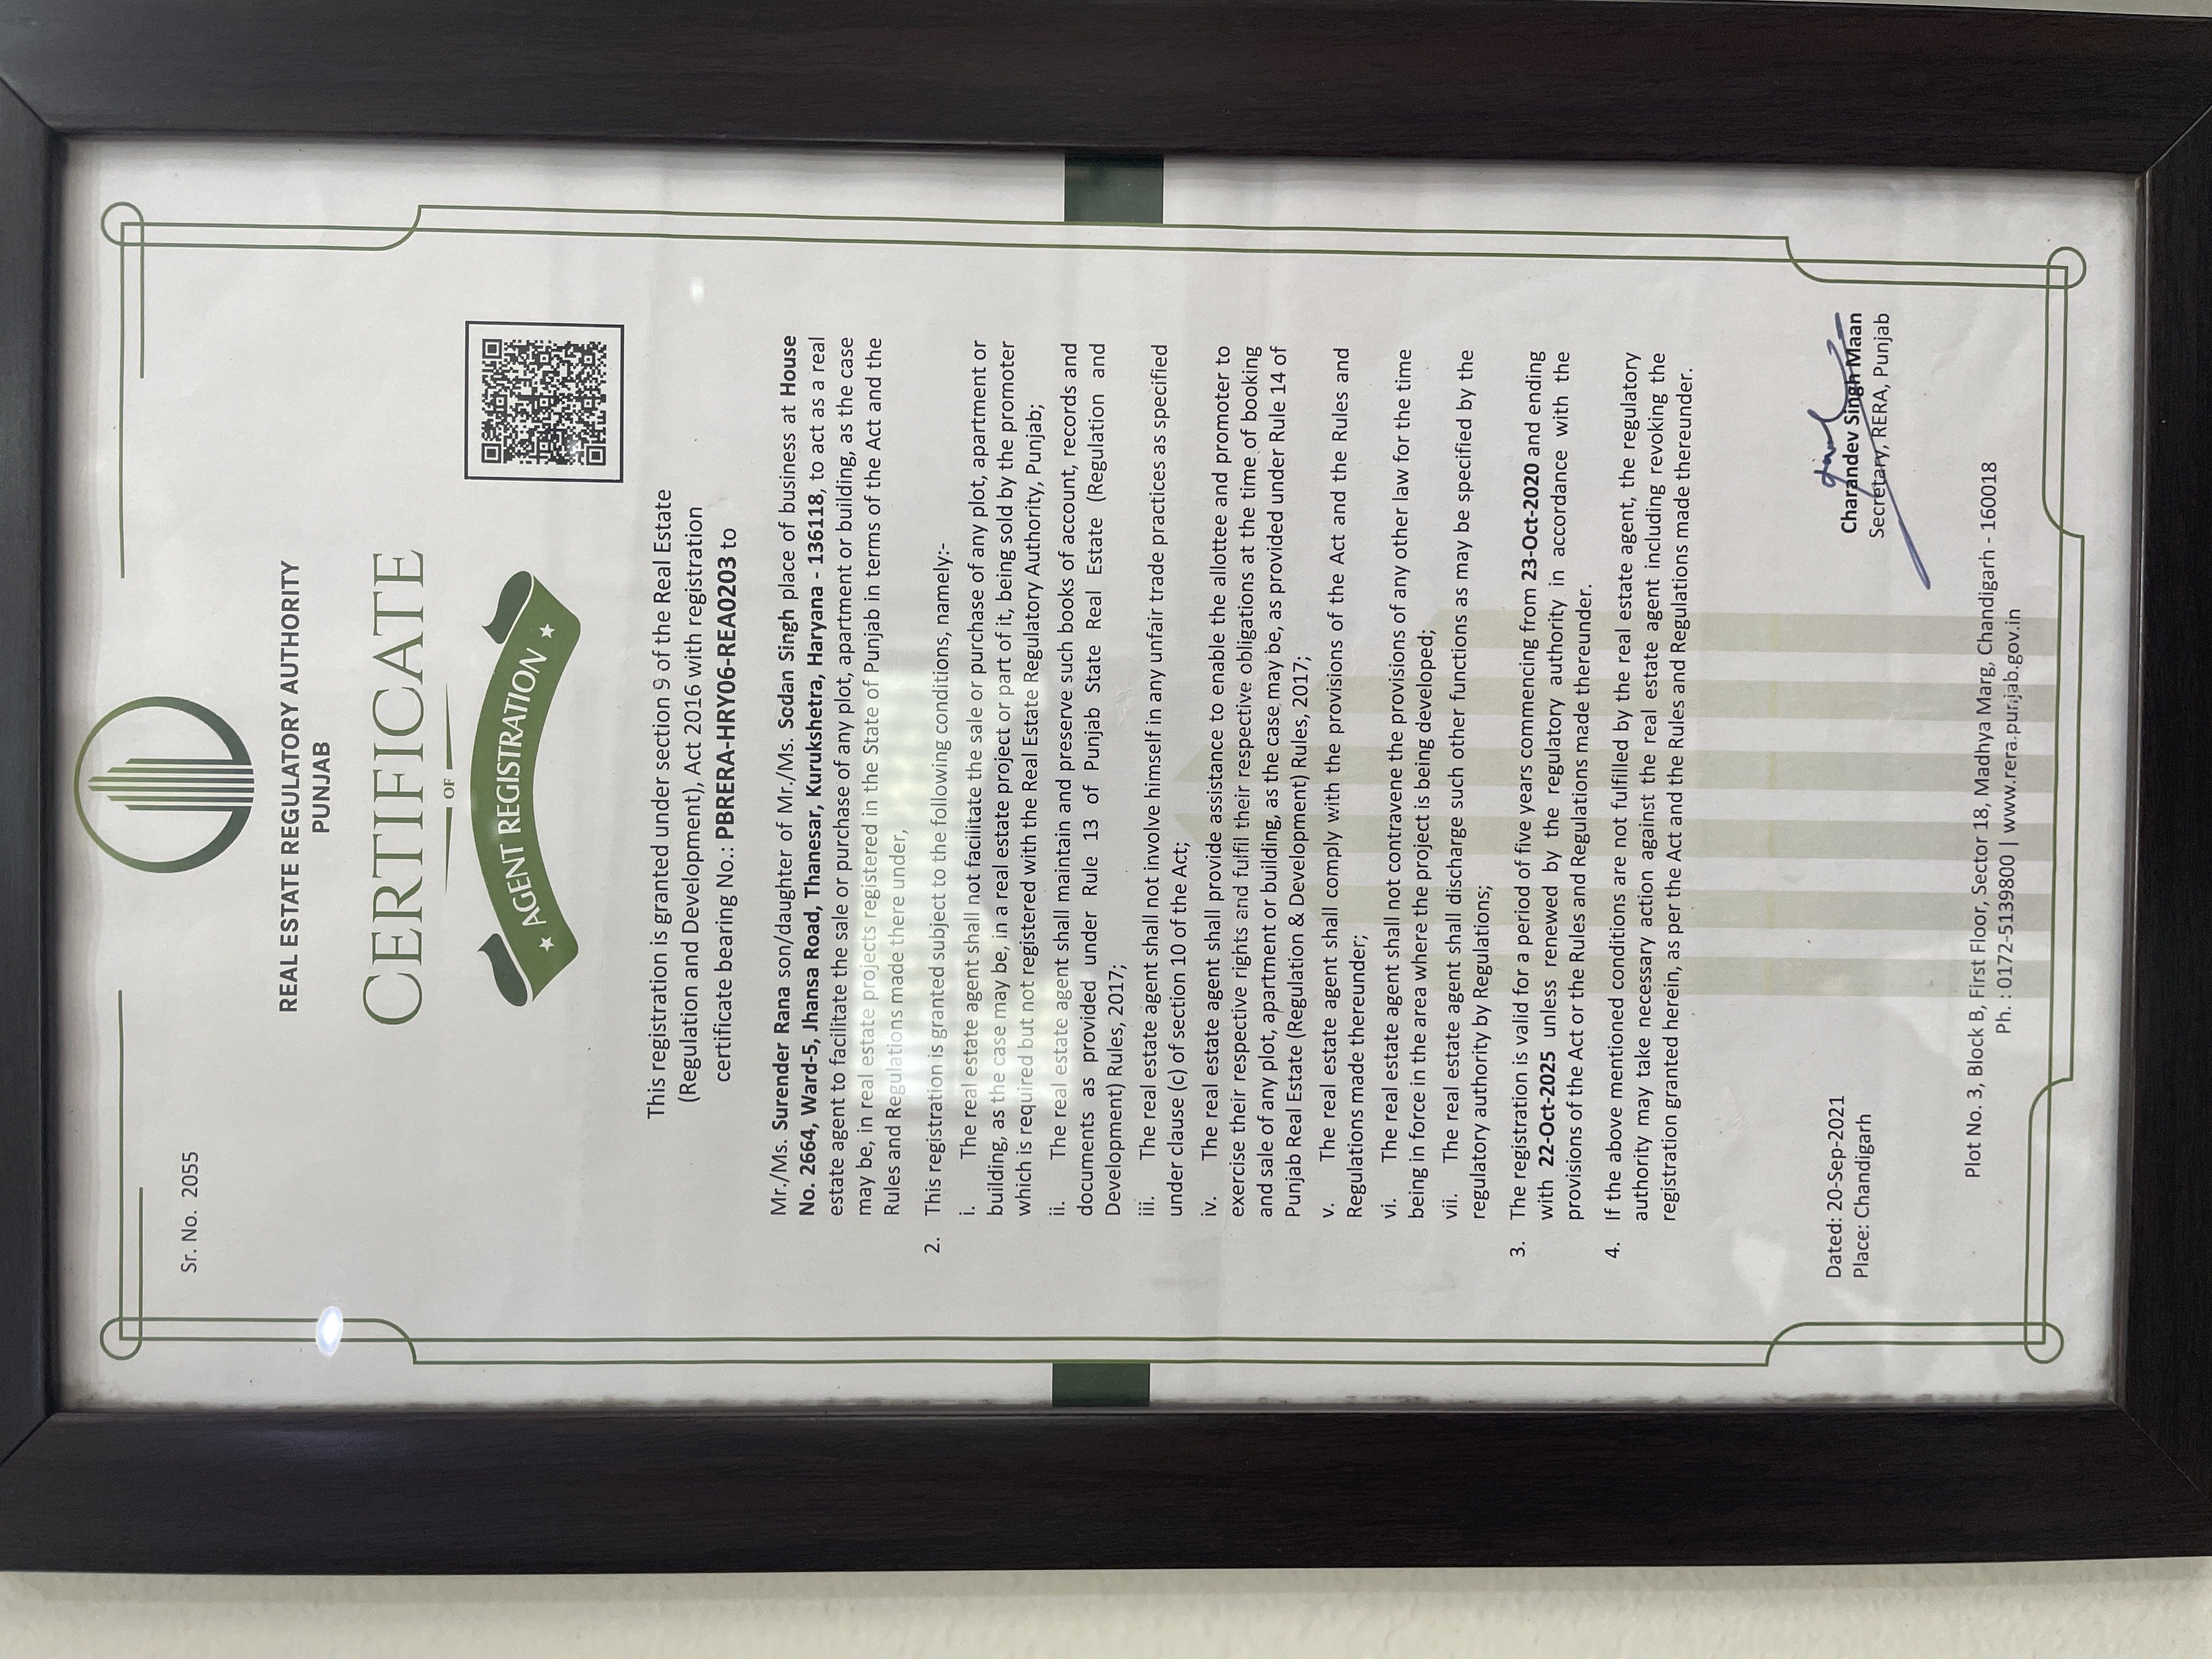 Sr. No. 2055
REAL ESTATE REGULATORY AUTHORITY
PUNJAB
CERTIFICATE
OF
AGENT REGISTRATION
This registration is granted under section 9 of the Real Estate
(Regulation and Development), Act 2016 with registration
certificate bearing No.: PBRERA-HRY06-REA0203 to
Mr./Ms. Surender Rana son/daughter of Mr./Ms. Sodan Singh place of business at House
No. 2664, Ward-5, Jhansa Road, Thanesar, Kurukshetra, Haryana - 136118, to act as a real
estate agent to facilitate the sale or purchase of any plot, apartment or building, as the case
may be, in real estate projects registered in the State of Punjab in terms of the Act and the
Rules and Regulations made there under,
2. This registration is granted subject to the following conditions, namely:-
i. The real estate agent shall not facilitate the sale or purchase of any plot, apartment or
building, as the case may be, in a real estate project or part of it, being sold by the promoter
which is required but not registered with the Real Estate Regulatory Authority, Punjab;
ii. The real estate agent shall maintain and preserve such books of account, records and
documents as provided under Rule 13 of Punjab State Real Estate (Regulation and
Development) Rules, 2017;
iii. The real estate agent shall not involve himself in any unfair trade practices as specified
under clause (c) of section 10 of the Act;
iv. The real estate agent shall provide assistance to enable the allottee and promoter to
exercise their respective rights and fulfil their respective obligations at the time of booking
and sale of any plot, apartment or building, as the case may be, as provided under Rule 14 of
Punjab Real Estate (Regulation & Development) Rules, 2017;
v. The real estate agent shall comply with the provisions of the Act and the Rules and
Regulations made thereunder;
vi. The real estate agent shall not contravene the provisions of any other law for the time
being in force in the area where the project is being developed;
vii. The real estate agent shall discharge such other functions as may be specified by the
regulatory authority by Regulations;
3. The registration is valid for a period of five years commencing from 23-Oct-2020 and ending
with 22-Oct-2025 unless renewed by the regulatory authority in accordance with the
provisions of the Act or the Rules and Regulations made thereunder.
4. If the above mentioned conditions are not fulfilled by the real estate agent, the regulatory
authority may take necessary action against the real estate agent including revoking the
registration granted herein, as per the Act and the Rules and Regulations made thereunder.
Dated: 20-Sep-2021
Place: Chandigarh
Charandev Singh Maan
Secretary, RERA, Punjab
Plot No. 3, Block B, First Floor, Sector 18, Madhya Marg, Chandigarh - 160018
Ph. : 0172-5139800 | www.rera.punjab.gov.in